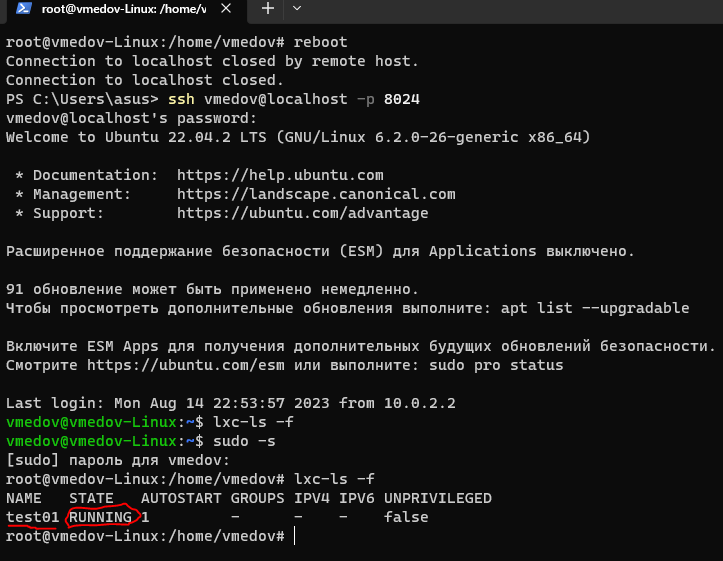 root@vmedov-Linux: /home/v
root@vmedov-Linux:/home/vmedov# reboot
Connection to localhost closed by remote host.
Connection to localhost closed.
PS C:\Users\asus> ssh vmedov@localhost -p 8024
vmedov@localhost's password:
Welcome to Ubuntu 22.04.2 LTS (GNU/Linux 6.2.0-26-generic x86_64)
* Documentation:  https://help.ubuntu.com
* Management:     https://landscape.canonical.com
* Support:        https://ubuntu.com/advantage
Расширенное поддержание безопасности (ESM) для Applications выключено.
91 обновление может быть применено немедленно.
Чтобы просмотреть дополнительные обновления выполните: apt list --upgradable
Включите ESM Apps для получения дополнительных будущих обновлений безопасности.
Смотрите https://ubuntu.com/esm или выполните: sudo pro status
Last login: Mon Aug 14 22:53:57 2023 from 10.0.2.2
vmedov@vmedov-Linux:~$ lxc-ls -f
vmedov@vmedov-Linux:~$ sudo -s
[sudo] пароль для vmedov:
root@vmedov-Linux:/home/vmedov# lxc-ls -f
NAME   STATE   AUTOSTART GROUPS IPV4 IPV6 UNPRIVILEGED
test01 RUNNING 1         -      -    -    false
root@vmedov-Linux:/home/vmedov#